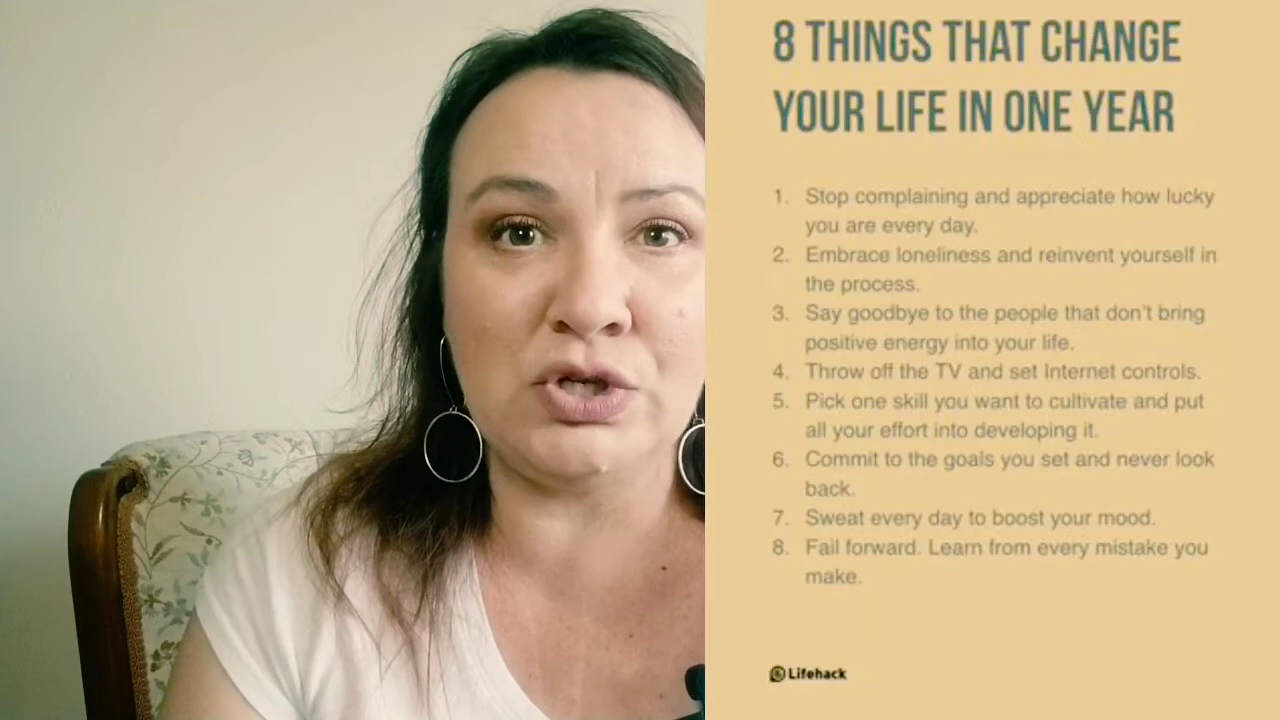 8 THINGS THAT CHANGE
YOUR LIFE IN ONE YEAR
1. Stop complaining and appreciate how lucky
you are every day.
2. Embrace loneliness and reinvent yourself in
the process.
3. Say goodbye to the people that don't bring
positive energy into your life.
4. Throw off the TV and set Internet controls.
5. Pick one skill you want to cultivate and put
all your effort into developing it.
6. Commit to the goals you set and never look
back.
7. Sweat every day to boost your mood.
8. Fail forward. Learn from every mistake you
make.
Lifehack